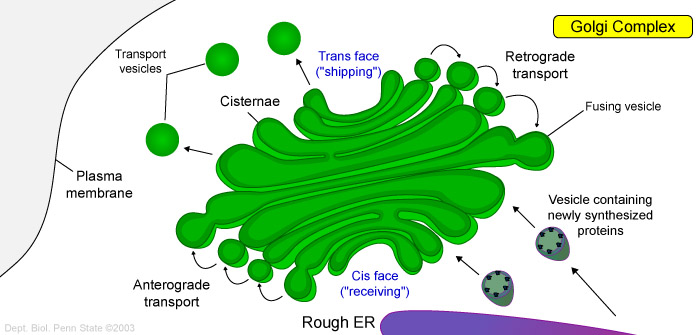 Golgi Complex
Transport
vesicles
Trans face
("shipping")
Retrograde
transport
Cisternae
Fusing vesicle
Plasma
membrane
Vesicle containing
newly synthesized
proteins
Anterograde
transport
Cis face
("receiving")
Rough ER
Dept. Biol. Penn State ©2003